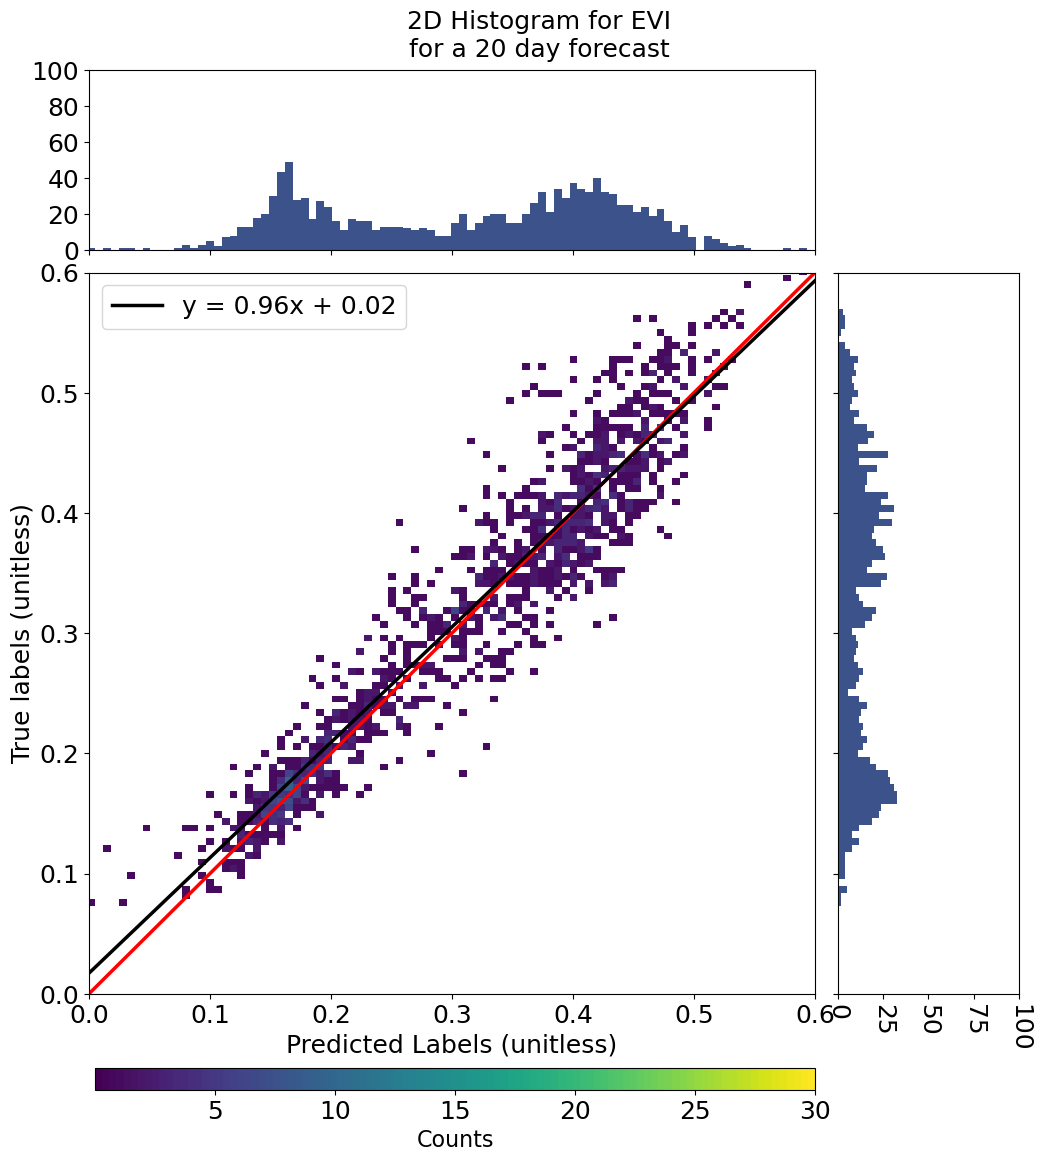 2D Histogram for EVI
for a 20 day forecast
100
80
60
40
20
0
0.6
0.5
0.4
0.3
0.2
0.1
0.0
y = 0.96x + 0.02
True labels (unitless)
0.0 0.1 0.2 0.3 0.4 0.5 0.6
Predicted Labels (unitless)
0 25 50 75 100
5 10 15 20 25 30
Counts